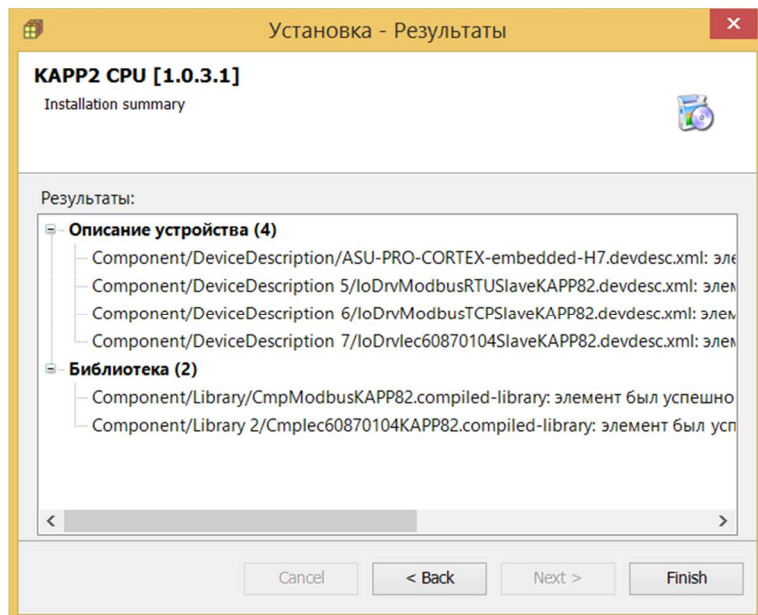 Установка - Результаты
KAPP2 CPU [1.0.3.1]
Installation summary
Результаты:
Описание устройства (4)
Component/DeviceDescription/ASU-PRO-CORTEX-embedded-H7.devdesc.xml: эле
Component/DeviceDescription 5/IoDrvModbusRTUSlaveKAPP82.devdesc.xml: элем
Component/DeviceDescription 6/IoDrvModbusTCPSlaveKAPP82.devdesc.xml: элем
Component/DeviceDescription 7/IoDrvIec60870104SlaveKAPP82.devdesc.xml: элем
Библиотека (2)
Component/Library/CmpModbusKAPP82.compiled-library: элемент был успешно
Component/Library 2/CmpIec60870104KAPP82.compiled-library: элемент был усп
Cancel < Back Next > Finish